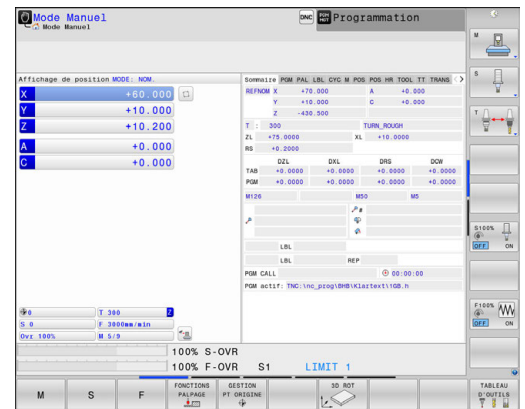 Mode Manuel
Mode Manuel
DNC
Programmation
Affichage de position MODE: NOM.
X +60.000
Y +10.000
Z +10.200
A +0.000
C +0.000
0
T 300 Z
S 0
F 3000mm/min
Ovr 100%
M 5/9
Sommaire PGM PAL LBL CYC M POS POS HR TOOL TT TRANS
REFNOM X +70.000 A +0.000
Y +10.000 C +0.000
Z -430.500
T : 300 TURN_ROUGH
ZL +75.0000 XL +10.0000
RS +0.2000
DZL DXL DRS DCW
TAB +0.0000 +0.0000 +0.0000 +0.0000
PGM +0.0000 +0.0000 +0.0000 +0.0000
M126 M50 M5
P #
P
LBL
LBL REP
PGM CALL 00:00:00
PGM actif: TNC:\nc_prog\BHB\Klartext\1GB.h
100% S-OVR
100% F-OVR S1 LIMIT 1
M
S
T
S100%
OFF ON
F100%
OFF ON
M
S
F
FONCTIONS
PALPAGE
GESTION
PT ORIGINE
3D ROT
TABLEAU
D'OUTILS